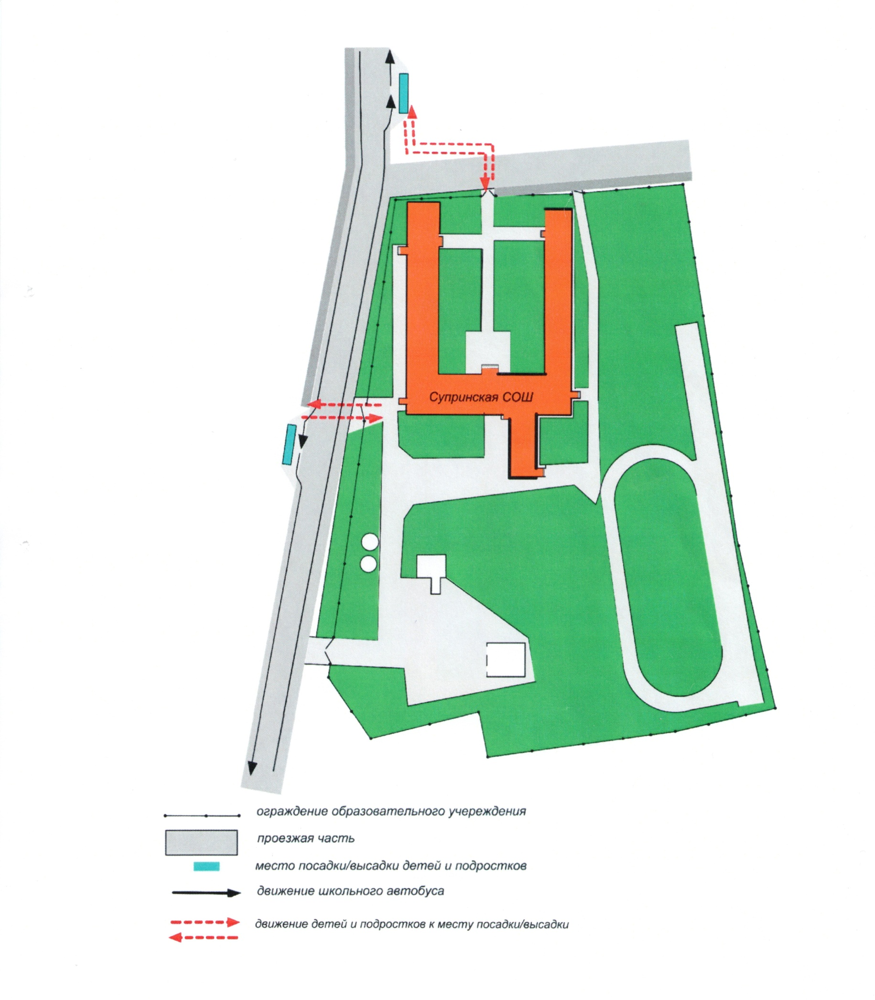 Супринская СОШ
ограждение образовательного учереждения
проезжая часть
место посадки/высадки детей и подростков
движение школьного автобуса
движение детей и подростков к месту посадки/высадки